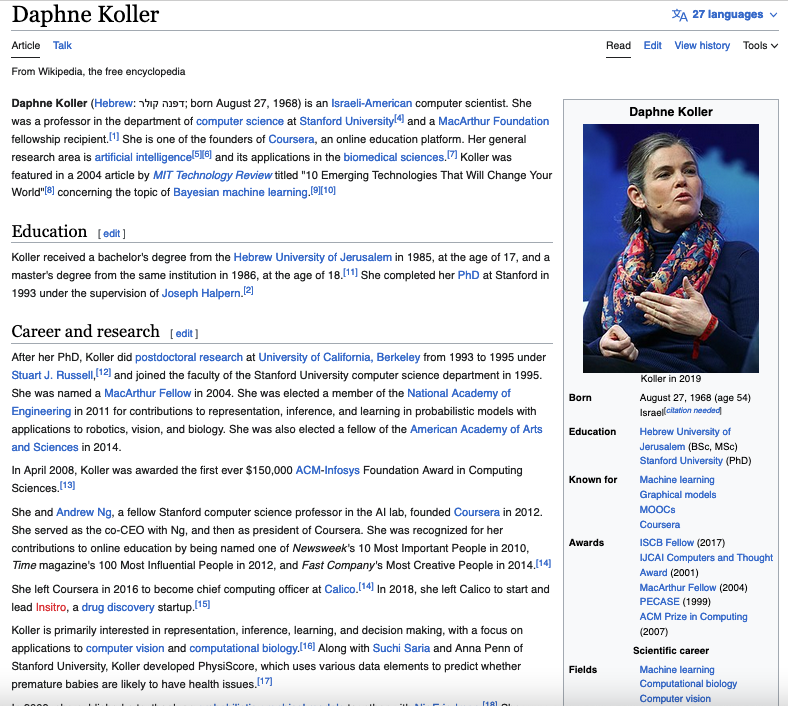 Daphne Koller
27 languages
Article Talk
Read Edit View history Tools
From Wikipedia, the free encyclopedia
Daphne Koller (Hebrew: דפנה קולר; born August 27, 1968) is an Israeli-American computer scientist. She
was a professor in the department of computer science at Stanford University[4] and a MacArthur Foundation
fellowship recipient.[1] She is one of the founders of Coursera, an online education platform. Her general
research area is artificial intelligence[5][6] and its applications in the biomedical sciences.[7] Koller was
featured in a 2004 article by MIT Technology Review titled "10 Emerging Technologies That Will Change Your
World"[8] concerning the topic of Bayesian machine learning.[9][10]
Education [ edit ]
Koller received a bachelor's degree from the Hebrew University of Jerusalem in 1985, at the age of 17, and a
master's degree from the same institution in 1986, at the age of 18.[11] She completed her PhD at Stanford in
1993 under the supervision of Joseph Halpern.[2]
Career and research [ edit ]
After her PhD, Koller did postdoctoral research at University of California, Berkeley from 1993 to 1995 under
Stuart J. Russell,[12] and joined the faculty of the Stanford University computer science department in 1995.
She was named a MacArthur Fellow in 2004. She was elected a member of the National Academy of
Engineering in 2011 for contributions to representation, inference, and learning in probabilistic models with
applications to robotics, vision, and biology. She was also elected a fellow of the American Academy of Arts
and Sciences in 2014.
In April 2008, Koller was awarded the first ever $150,000 ACM-Infosys Foundation Award in Computing
Sciences.[13]
She and Andrew Ng, a fellow Stanford computer science professor in the AI lab, founded Coursera in 2012.
She served as the co-CEO with Ng, and then as president of Coursera. She was recognized for her
contributions to online education by being named one of Newsweek's 10 Most Important People in 2010,
Time magazine's 100 Most Influential People in 2012, and Fast Company's Most Creative People in 2014.[14]
She left Coursera in 2016 to become chief computing officer at Calico.[14] In 2018, she left Calico to start and
lead Insitro, a drug discovery startup.[15]
Koller is primarily interested in representation, inference, learning, and decision making, with a focus on
applications to computer vision and computational biology.[16] Along with Suchi Saria and Anna Penn of
Stanford University, Koller developed PhysiScore, which uses various data elements to predict whether
premature babies are likely to have health issues.[17]
Daphne Koller
Koller in 2019
Born August 27, 1968 (age 54)
Israel[citation needed]
Education Hebrew University of
Jerusalem (BSc, MSc)
Stanford University (PhD)
Known for Machine learning
Graphical models
MOOCs
Coursera
Awards ISCB Fellow (2017)
IJCAI Computers and Thought
Award (2001)
MacArthur Fellow (2004)
PECASE (1999)
ACM Prize in Computing
(2007)
Scientific career
Fields Machine learning
Computational biology
Computer vision